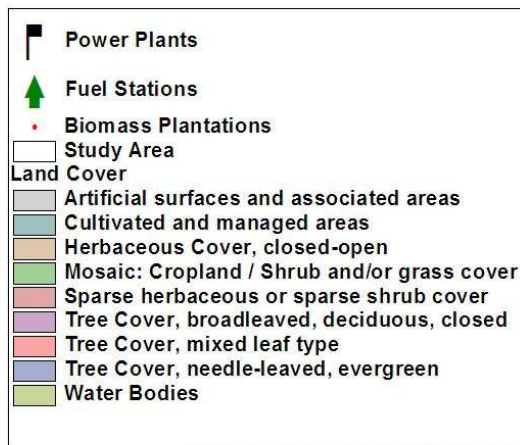 Power Plants
Fuel Stations
Biomass Plantations
Study Area
Land Cover
Artificial surfaces and associated areas
Cultivated and managed areas
Herbaceous Cover, closed-open
Mosaic: Cropland / Shrub and/or grass cover
Sparse herbaceous or sparse shrub cover
Tree Cover, broadleaved, deciduous, closed
Tree Cover, mixed leaf type
Tree Cover, needle-leaved, evergreen
Water Bodies